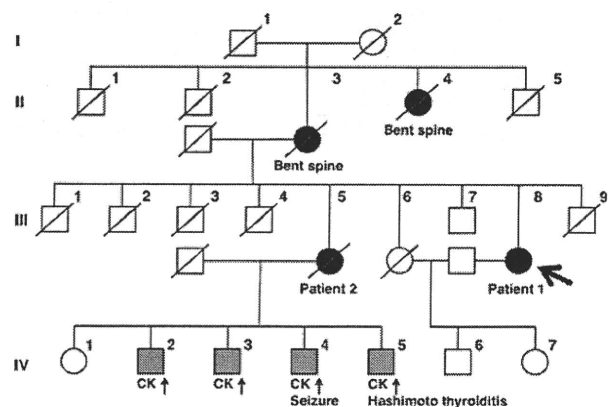 I
1
2
1
2
3
4
5
II
Bent spine
Bent spine
1
2
3
4
5
6
7
8
9
III
Patient 2
Patient 1
1
2
3
4
5
6
7
IV
CK ↑
CK ↑
CK ↑
CK ↑
Seizure
Hashimoto thyroiditis